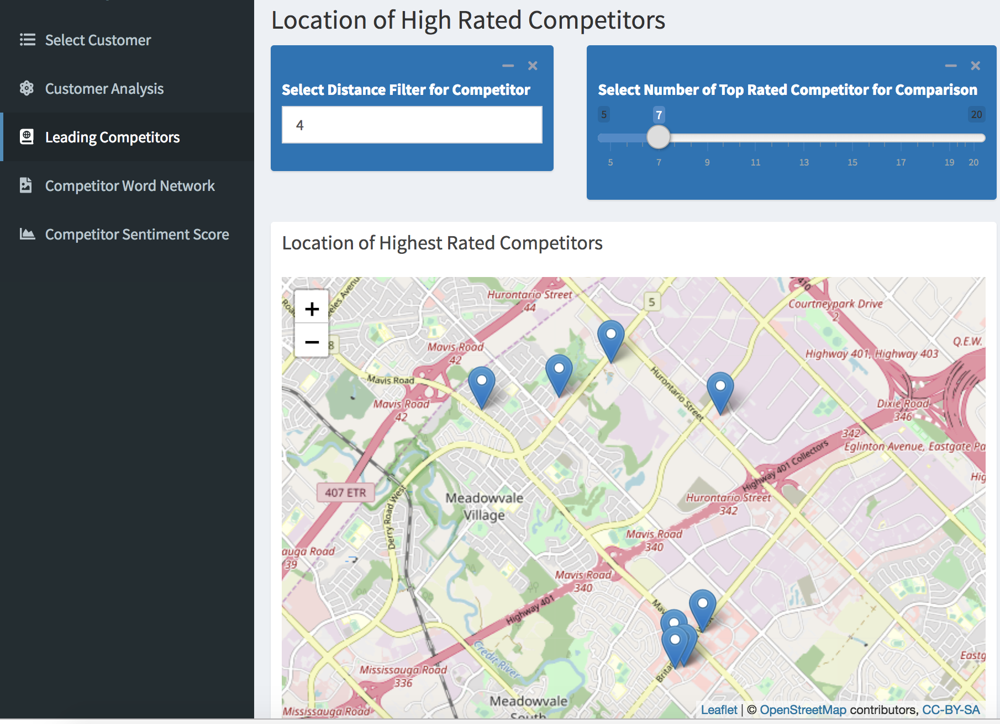 Select Customer
Customer Analysis
Leading Competitors
Competitor Word Network
Competitor Sentiment Score
Location of High Rated Competitors
Select Distance Filter for Competitor
4
Select Number of Top Rated Competitor for Comparison
5
7
20
5 7 9 11 13 15 17 19 20
Location of Highest Rated Competitors
+
−
8
Hurontario Street
44
5
410
Courtneypark Drive
2
Q.E.W.
Highway 401, Highway 403
Mavis Road
42
Mavis Road
Mavis Road
42
Hurontario Street
Dixie Road
346
342
Eglinton Avenue, Eastgate Pa
Highway 401 Collectors
407 ETR
Meadowvale
Village
Derry Road West
Hurontario Street
342
Mavis Road
340
auga Road
39
Mavis Road
340
Highway 401
Credit River
Mississauga Road
336
Meadowvale
South
Mississauga Road
Leaflet | © OpenStreetMap contributors, CC-BY-SA